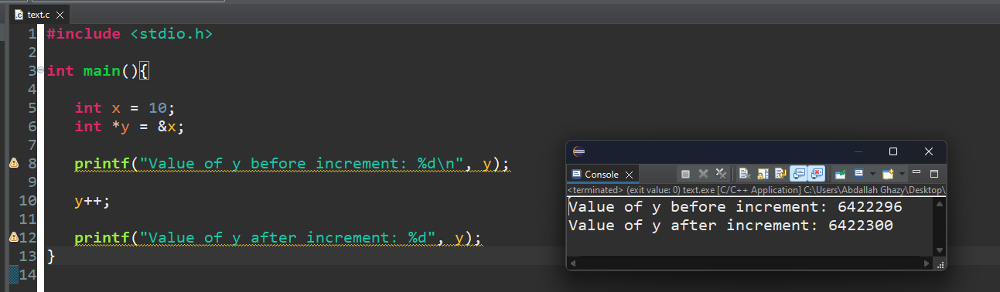 text.c
1 #include <stdio.h>
2
3 int main(){
4
5 int x = 10;
6 int *y = &x;
7
8 printf("Value of y before increment: %d\n", y);
9
10 y++;
11
12 printf("Value of y after increment: %d", y);
13 }
14
Console
<terminated> (exit value: 0) text.exe [C/C++ Application] C:\Users\Abdallah Ghazy\Desktop\
Value of y before increment: 6422296
Value of y after increment: 6422300